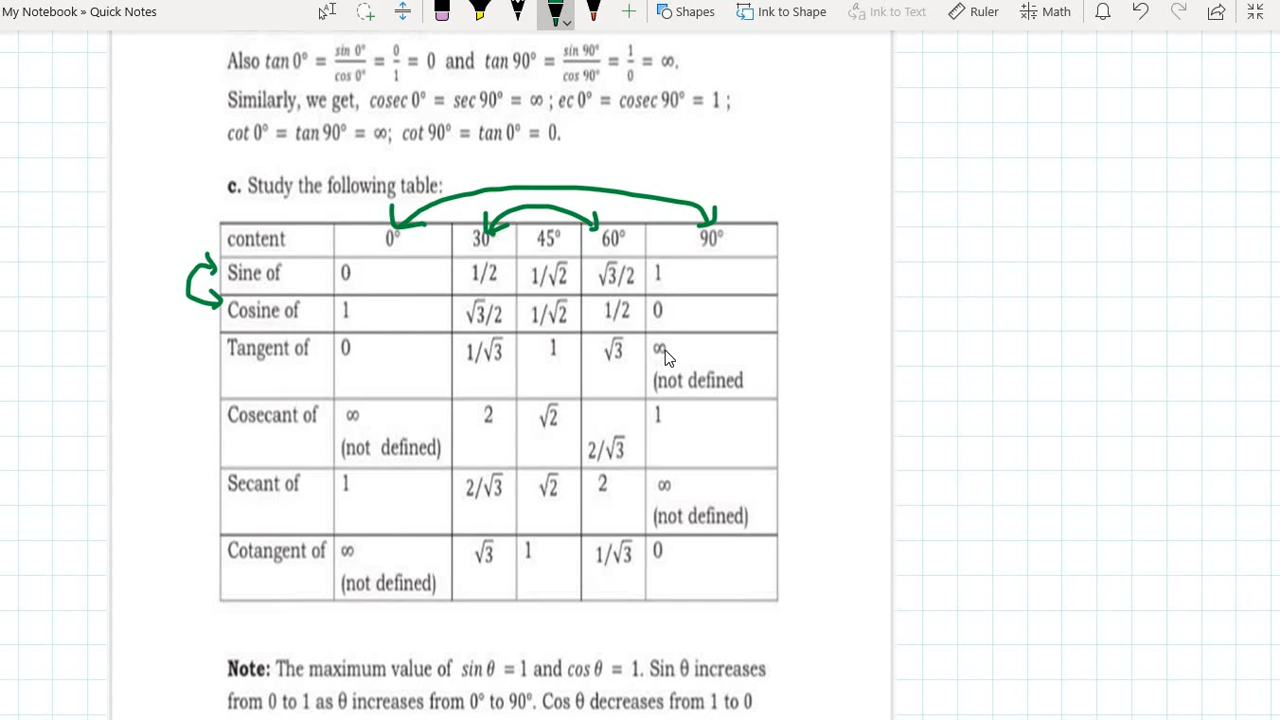 My Notebook » Quick Notes
Shapes Ink to Shape Ink to Text Ruler Math
Also tan 0° = sin 0°/cos 0° = 0/1 = 0 and tan 90° = sin 90°/cos 90° = 1/0 = ∞.
Similarly, we get, cosec 0° = sec 90° = ∞ ; ec 0° = cosec 90° = 1 ;
cot 0° = tan 90° = ∞; cot 90° = tan 0° = 0.
c. Study the following table:
content 0° 30° 45° 60° 90°
Sine of 0 1/2 1/√2 √3/2 1
Cosine of 1 √3/2 1/√2 1/2 0
Tangent of 0 1/√3 1 √3 ∞
(not defined
Cosecant of ∞ 2 √2 1
(not defined) 2/√3
Secant of 1 2/√3 √2 2 ∞
(not defined)
Cotangent of ∞ √3 1 1/√3 0
(not defined)
Note: The maximum value of sin θ = 1 and cos θ = 1. Sin θ increases
from 0 to 1 as θ increases from 0° to 90°. Cos θ decreases from 1 to 0